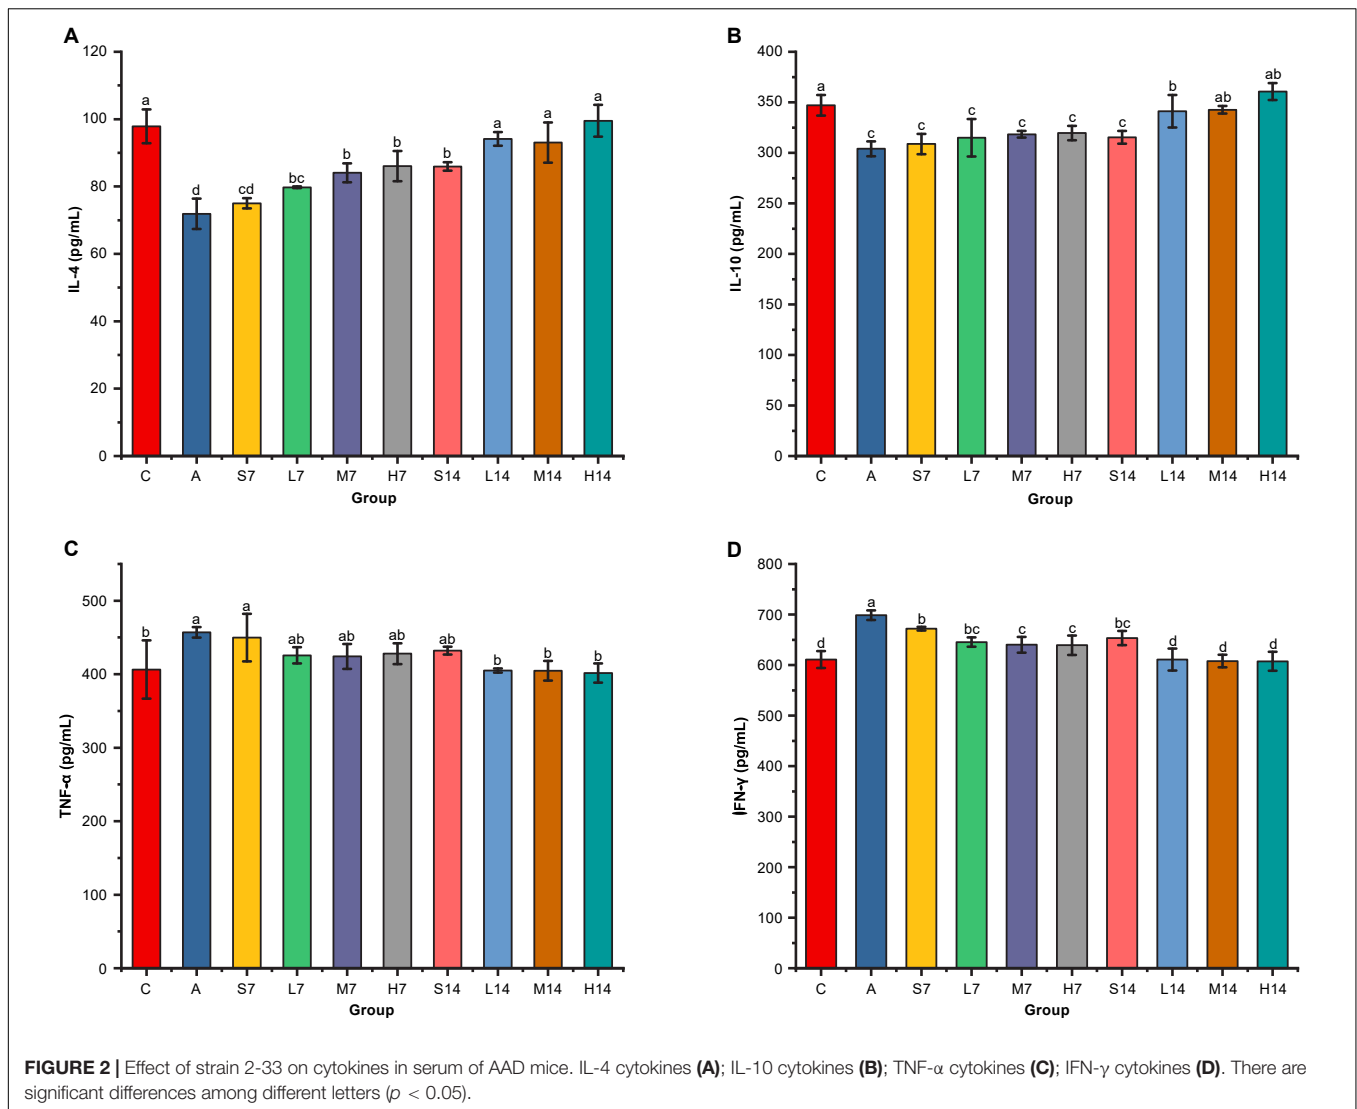 A
120
100
80
60
40
20
0
IL-4 (pg/mL)
a
d
cd
bc
b
b
b
a
a
a
C A S7 L7 M7 H7 S14 L14 M14 H14
Group
B
400
350
300
250
200
150
100
50
0
IL-10 (pg/mL)
a
c
c
c
c
c
c
b
ab
ab
C A S7 L7 M7 H7 S14 L14 M14 H14
Group
C
500
400
300
200
100
0
TNF-α (pg/mL)
b
a
a
ab
ab
ab
ab
b
b
b
C A S7 L7 M7 H7 S14 L14 M14 H14
Group
D
800
700
600
500
400
300
200
100
0
IFN-γ (pg/mL)
d
a
b
bc
c
c
bc
d
d
d
C A S7 L7 M7 H7 S14 L14 M14 H14
Group
FIGURE 2 | Effect of strain 2-33 on cytokines in serum of AAD mice. IL-4 cytokines (A); IL-10 cytokines (B); TNF-α cytokines (C); IFN-γ cytokines (D). There are
significant differences among different letters (p < 0.05).